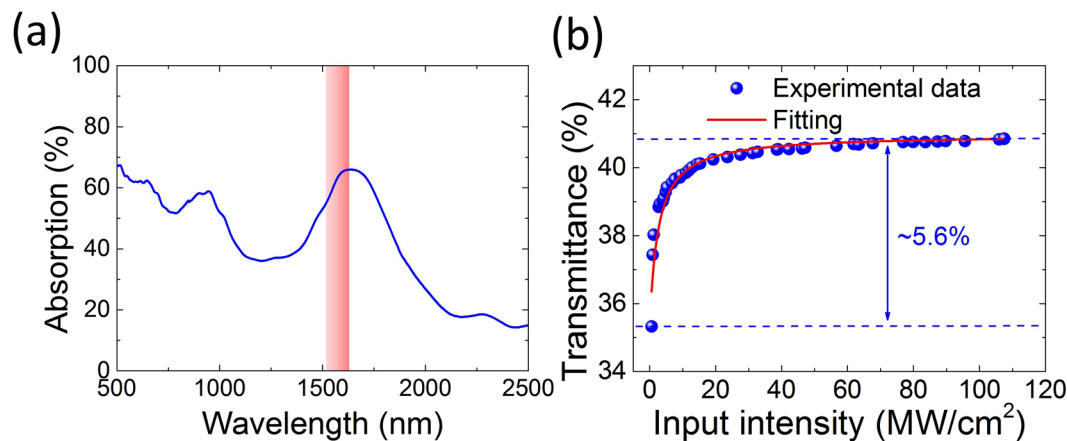 (a)
Absorption (%)
100
80
60
40
20
0
500
1000
1500
2000
2500
Wavelength (nm)
(b)
Transmittance (%)
42
40
38
36
34
Experimental data
Fitting
~5.6%
0 20 40 60 80 100 120
Input intensity (MW/cm²)